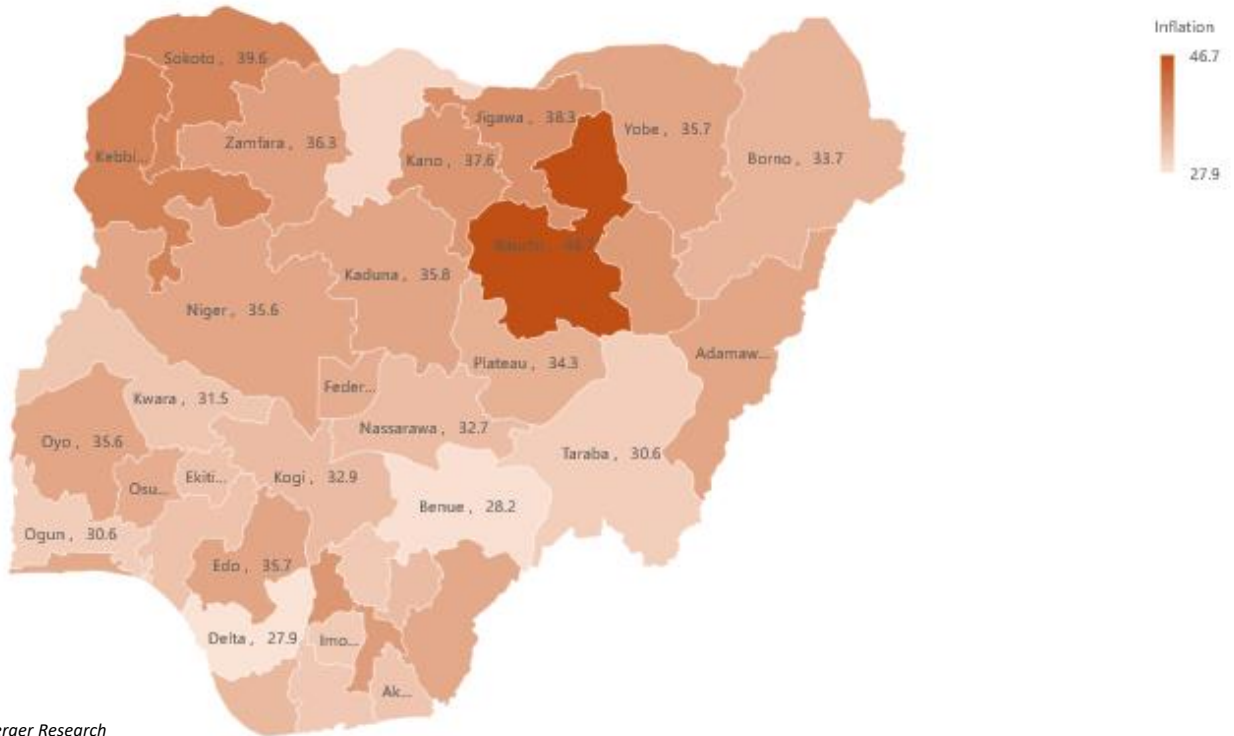 Inflation
46.7
27.9
Sokoto, 39.6
Kebbi...
Zamfara, 36.3
Kano, 37.6
Jigawa, 38.3
Yobe, 35.7
Borno, 33.7
Kaduna, 35.8
Niger, 35.6
Plateau, 34.3
Adamaw...
Feder...
Kwara, 31.5
Nassarawa, 32.7
Oyo, 35.6
Taraba, 30.6
Osu...
Ekiti...
Kogi, 32.9
Benue, 28.2
Ogun, 30.6
Edo, 35.7
Delta, 27.9
Imo...
Ak...
Research